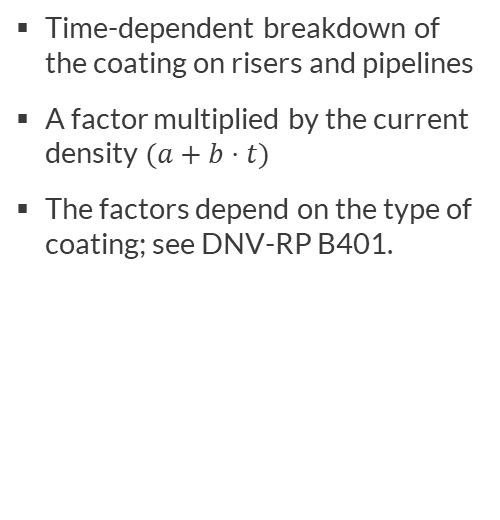 ▪ Time-dependent breakdown of
the coating on risers and pipelines
▪ A factor multiplied by the current
density (a + b · t)
▪ The factors depend on the type of
coating; see DNV-RP B401.